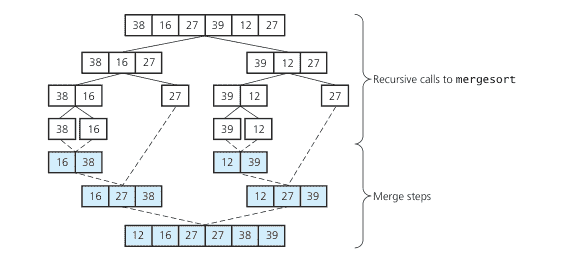 38 16 27 39 12 27
38 16 27 39 12 27
38 16 27 39 12 27
Recursive calls to mergesort
38 16 39 12
16 38 12 39
16 27 38 12 27 39
Merge steps
12 16 27 27 38 39